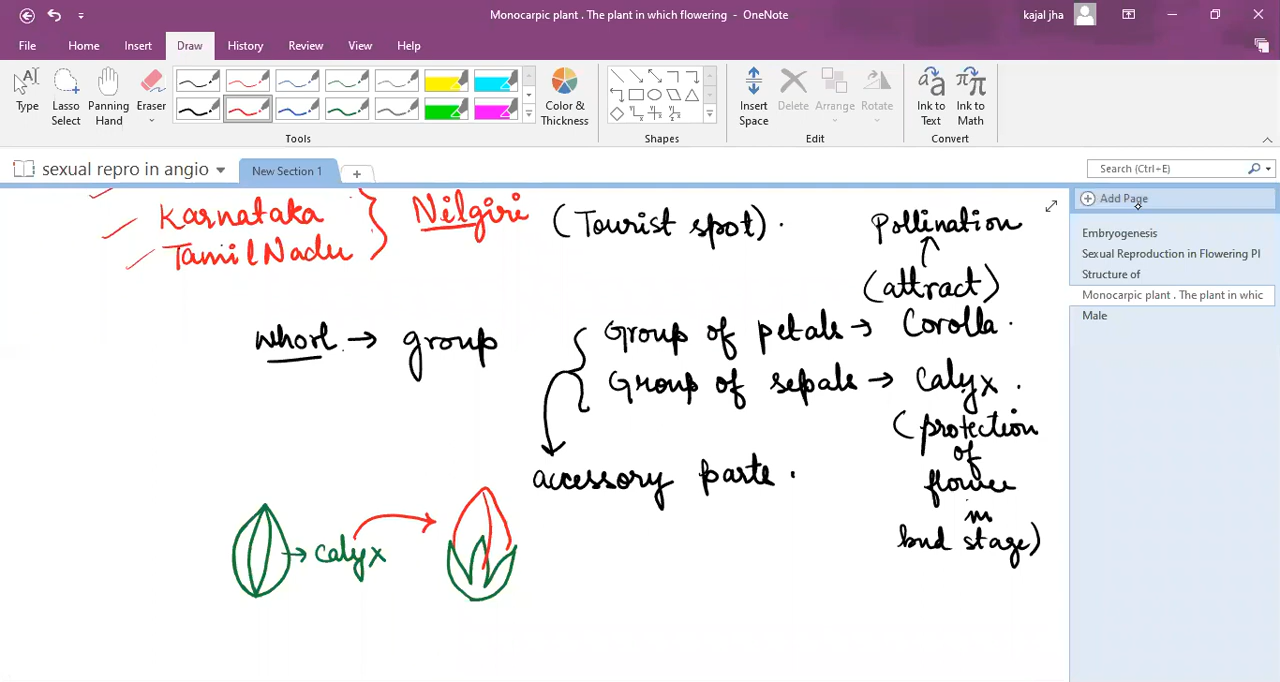 Monocarpic plant . The plant in which flowering - OneNote
kajal jha
File Home Insert Draw History Review View Help
Type
Lasso Select
Panning Hand
Eraser
Color & Thickness
Insert Space
Delete
Arrange
Rotate
Ink to Text
Ink to Math
Tools
Shapes
Edit
Convert
sexual repro in angio
New Section 1
Search (Ctrl+E)
Add Page
Embryogenesis
Sexual Reproduction in Flowering Pl
Structure of
Monocarpic plant . The plant in whic
Male
Karnataka
Tamil Nadu
Nilgiri
(Tourist spot).
Pollination
(attract)
whorl → group
Group of petals → Corolla.
Group of sepals → Calyx.
(protection
of
flower
in
bud stage)
accessory parts.
→ calyx